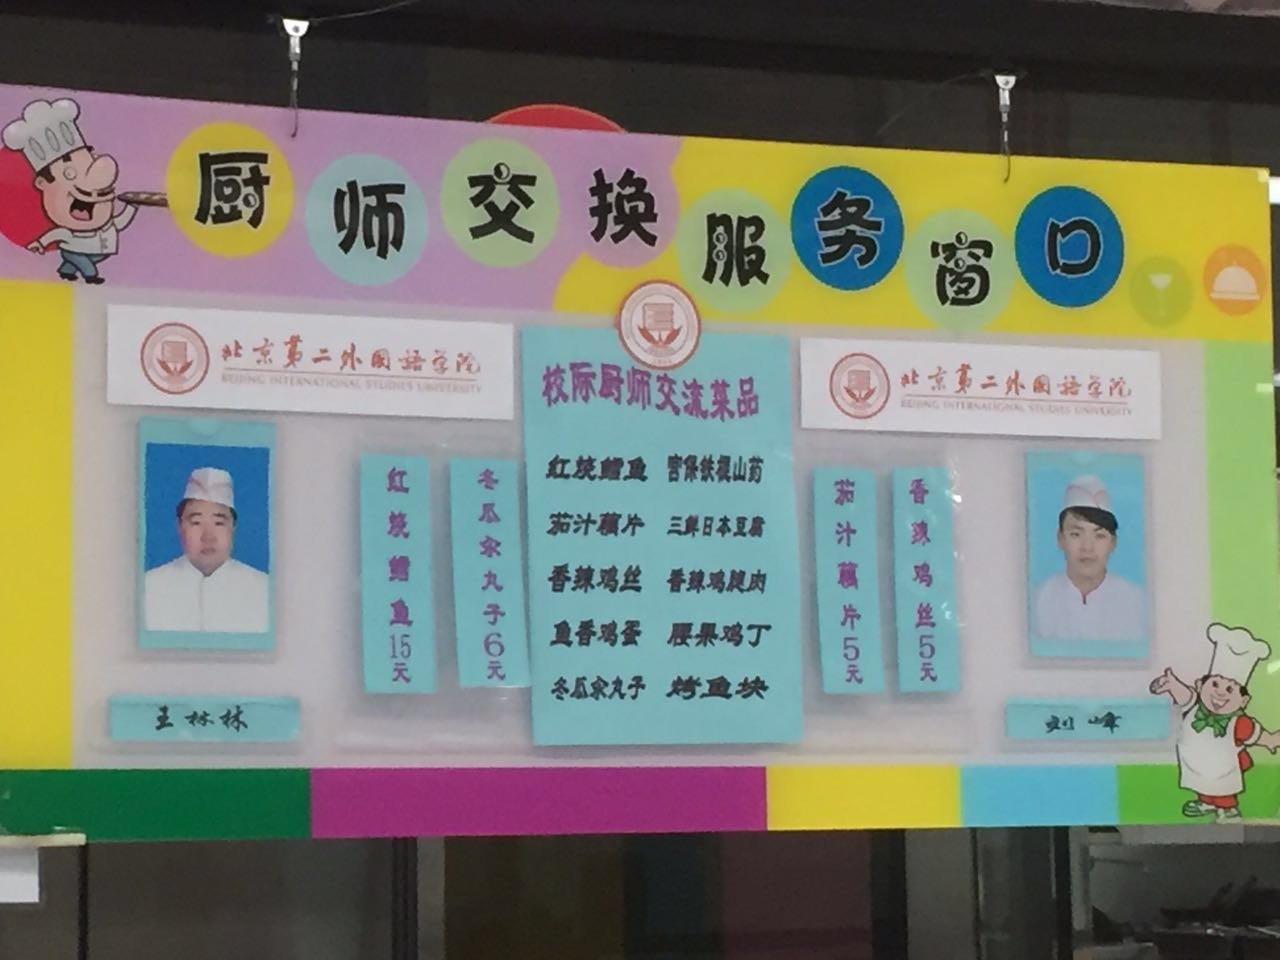 厨师交换服务窗口
北京第二外国语学院
BEIJING INTERNATIONAL STUDIES UNIVERSITY
王林林
红烧鳕鱼15元
冬瓜汆丸子6元
校际厨师交流菜品
红烧鳕鱼 宫保铁棍山药
茄汁藕片 三鲜日本豆腐
香辣鸡丝 香辣鸡腿肉
鱼香鸡蛋 腰果鸡丁
冬瓜汆丸子 烤鱼块
茄汁藕片5元
香辣鸡丝5元
北京第二外国语学院
BEIJING INTERNATIONAL STUDIES UNIVERSITY
刘峰